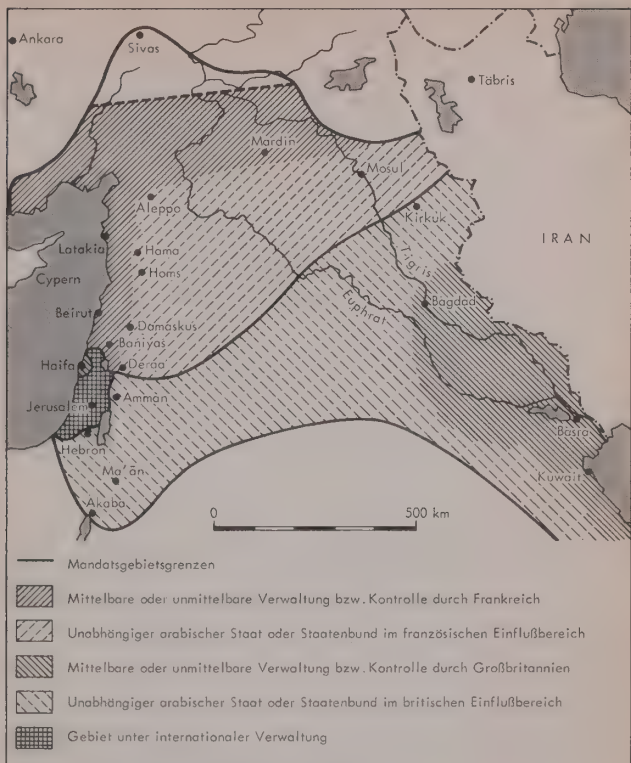 Ankara
Sivas
Täbris
Mardin
Mosul
Aleppo
Kirkuk
Latakia
Hama
IRAN
Homs
Tigris
Cypern
Euphrat
Bagdad
Beirut
Damaskus
Baniyas
Haifa
Deraa
Amman
Jerusalem
Basra
Hebron
Kuwait
Ma'ān
Akaba
0 500 km
Mandatsgebietsgrenzen
Mittelbare oder unmittelbare Verwaltung bzw. Kontrolle durch Frankreich
Unabhängiger arabischer Staat oder Staatenbund im französischen Einflußbereich
Mittelbare oder unmittelbare Verwaltung bzw. Kontrolle durch Großbritannien
Unabhängiger arabischer Staat oder Staatenbund im britischen Einflußbereich
Gebiet unter internationaler Verwaltung